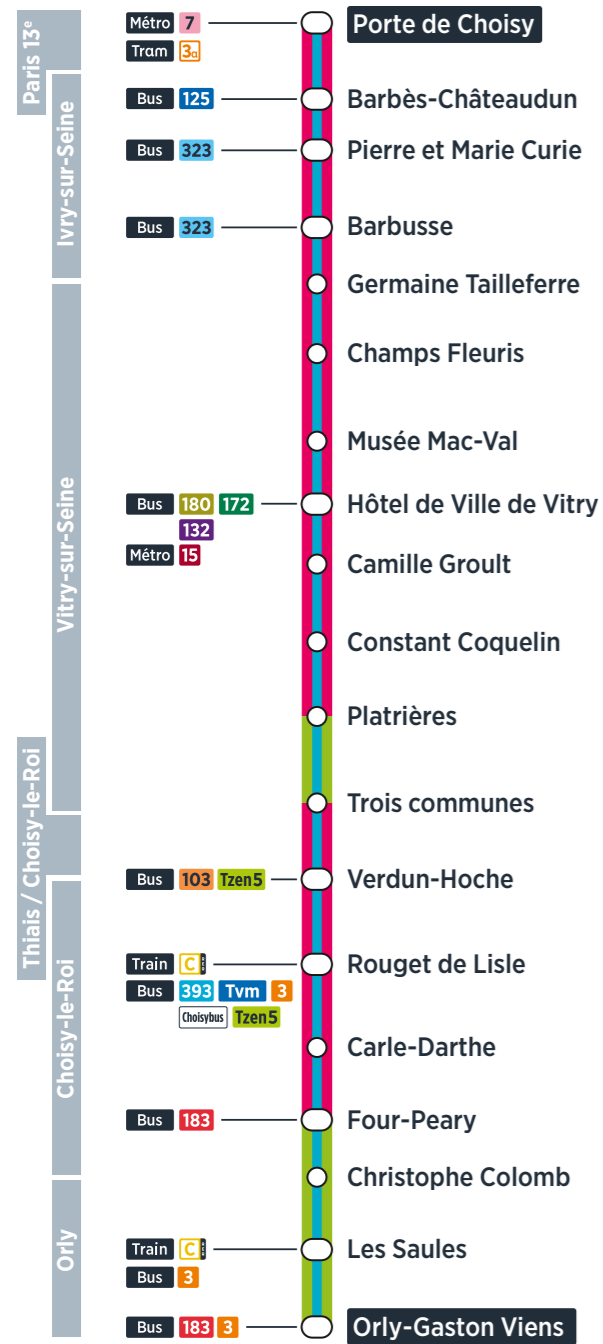 Paris 13e
Ivry-sur-Seine
Vitry-sur-Seine
Thiais / Choisy-le-Roi
Choisy-le-Roi
Orly
Métro 7 Porte de Choisy
Tram 3a
Bus 125 Barbès-Châteaudun
Bus 323 Pierre et Marie Curie
Bus 323 Barbusse
Germaine Tailleferre
Champs Fleuris
Musée Mac-Val
Bus 180 172 Hôtel de Ville de Vitry
132
Métro 15
Camille Groult
Constant Coquelin
Platrières
Trois communes
Bus 103 Tzen5 Verdun-Hoche
Train C Rouget de Lisle
Bus 393 Tvm 3
Choisybus Tzen5
Carle-Darthe
Bus 183 Four-Peary
Christophe Colomb
Train C Les Saules
Bus 3
Bus 183 3 Orly-Gaston Viens